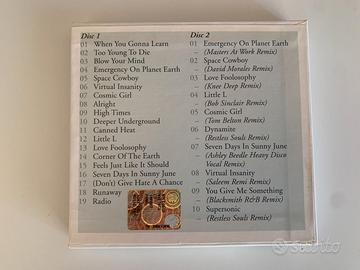 Disc 1
01 When You Gonna Learn
02 Too Young To Die
03 Blow Your Mind
04 Emergency On Planet Earth
05 Space Cowboy
06 Virtual Insanity
07 Cosmic Girl
08 Alright
09 High Times
10 Deeper Underground
11 Canned Heat
12 Little L
13 Love Foolosophy
14 Corner Of The Earth
15 Feels Just Like It Should
16 Seven Days In Sunny June
17 (Don't) Give Hate A Chance
18 Runaway
19 Radio
Disc 2
01 Emergency On Planet Earth
– (Masters At Work Remix)
02 Space Cowboy
– (David Morales Remix)
03 Love Foolosophy
– (Knee Deep Remix)
04 Little L
– (Bob Sinclair Remix)
05 Cosmic Girl
– (Tom Belton Remix)
06 Dynamite
– (Restless Souls Remix)
07 Seven Days In Sunny June
– (Ashley Beedle Heavy Disco
Vocal Remix)
08 Virtual Insanity
– (Saleem Remi Remix)
09 You Give Me Something
– (Blacksmith R&B Remix)
10 Supersonic
– (Restless Souls Remix)
subito